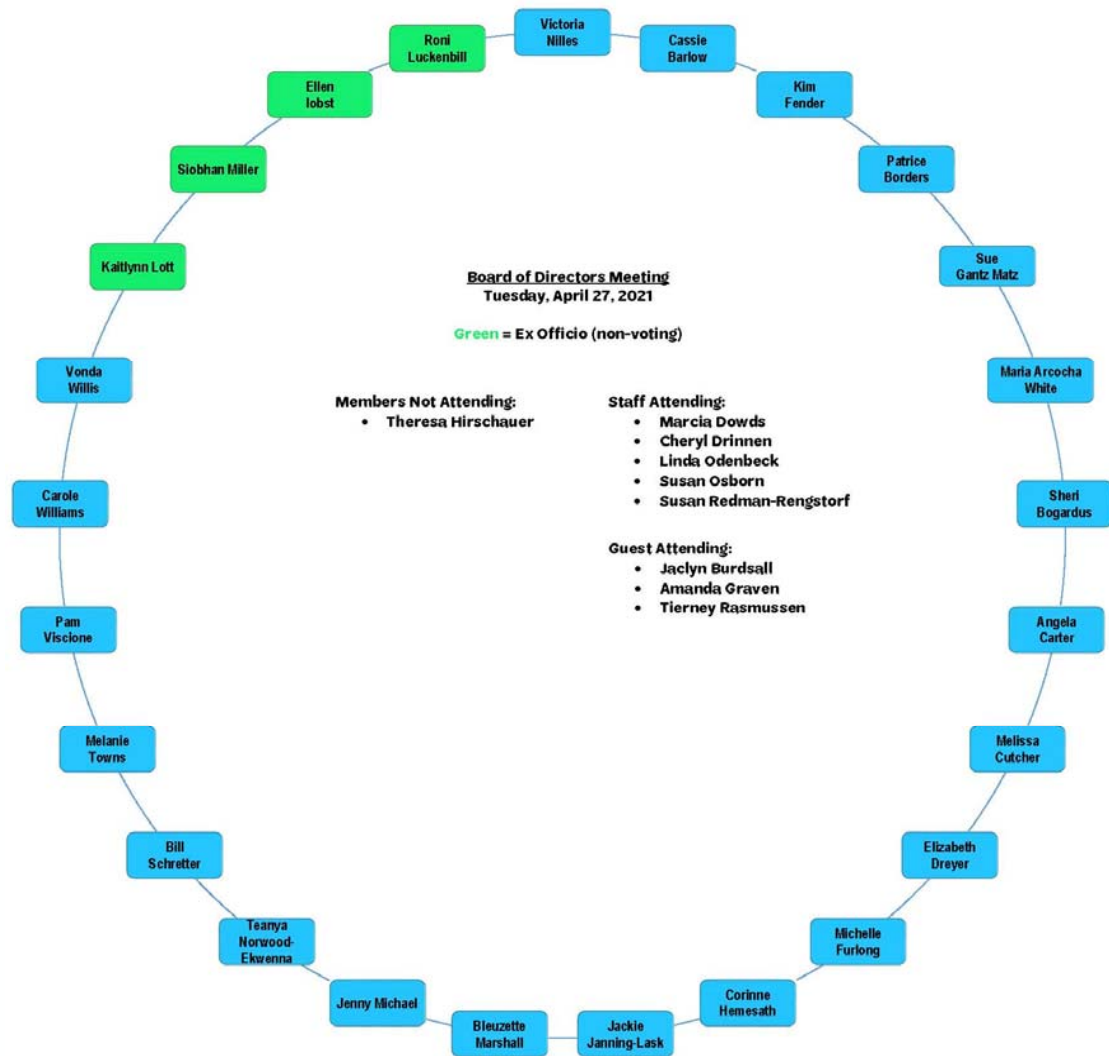 Victoria
Nilles
Cassie
Barlow
Kim
Fender
Patrice
Borders
Sue
Gantz Matz
Maria Arcocha
White
Sheri
Bogardus
Angela
Carter
Melissa
Cutcher
Elizabeth
Dreyer
Michelle
Furlong
Corinne
Hemesath
Jackie
Janning-Lask
Bleuzette
Marshall
Jenny Michael
Teanya
Norwood-
Ekwenna
Bill
Schretter
Melanie
Towns
Pam
Viscione
Carole
Williams
Vonda
Willis
Kaitlynn Lott
Siobhan Miller
Ellen
Iobst
Roni
Luckenbill
Board of Directors Meeting
Tuesday, April 27, 2021
Green = Ex Officio (non-voting)
Members Not Attending:
• Theresa Hirschauer
Staff Attending:
• Marcia Dowds
• Cheryl Drinnen
• Linda Odenbeck
• Susan Osborn
• Susan Redman-Rengstorf
Guest Attending:
• Jaclyn Burdsall
• Amanda Graven
• Tierney Rasmussen